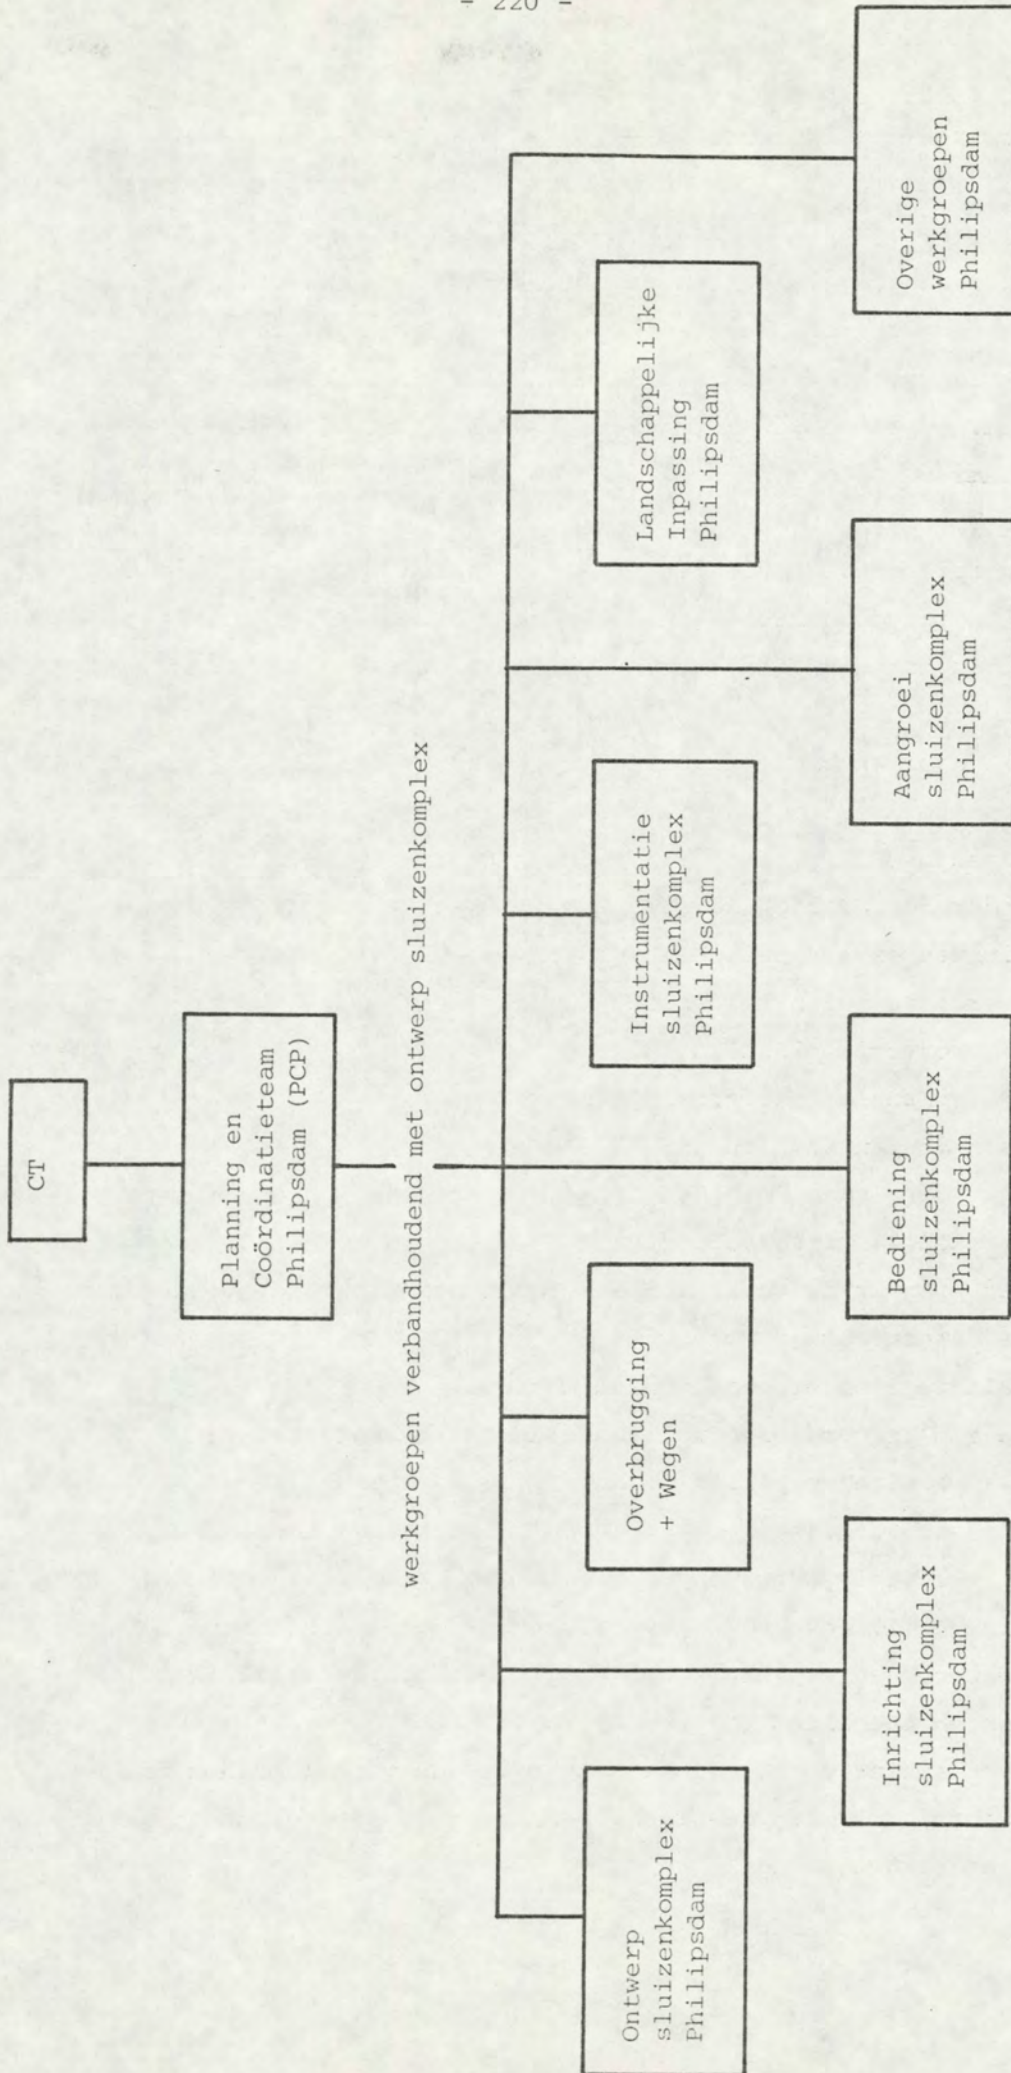 - 220 -
CT
Planning en
Coördinatieteam
Philipsdam (PCP)
werkgroepen verbandhoudend met ontwerp sluizenkomplex
Ontwerp
sluizenkomplex
Philipsdam
Overbrugging
+ Wegen
Instrumentatie
sluizenkomplex
Philipsdam
Landschappelijke
Inpassing
Philipsdam
Inrichting
sluizenkomplex
Philipsdam
Bediening
sluizenkomplex
Philipsdam
Aangroei
sluizenkomplex
Philipsdam
Overige
werkgroepen
Philipsdam